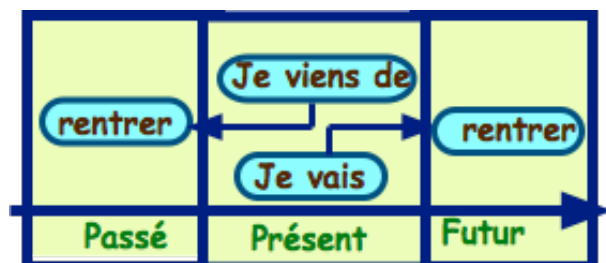 Je viens de
rentrer
rentrer
Je vais
Passé
Présent
Futur